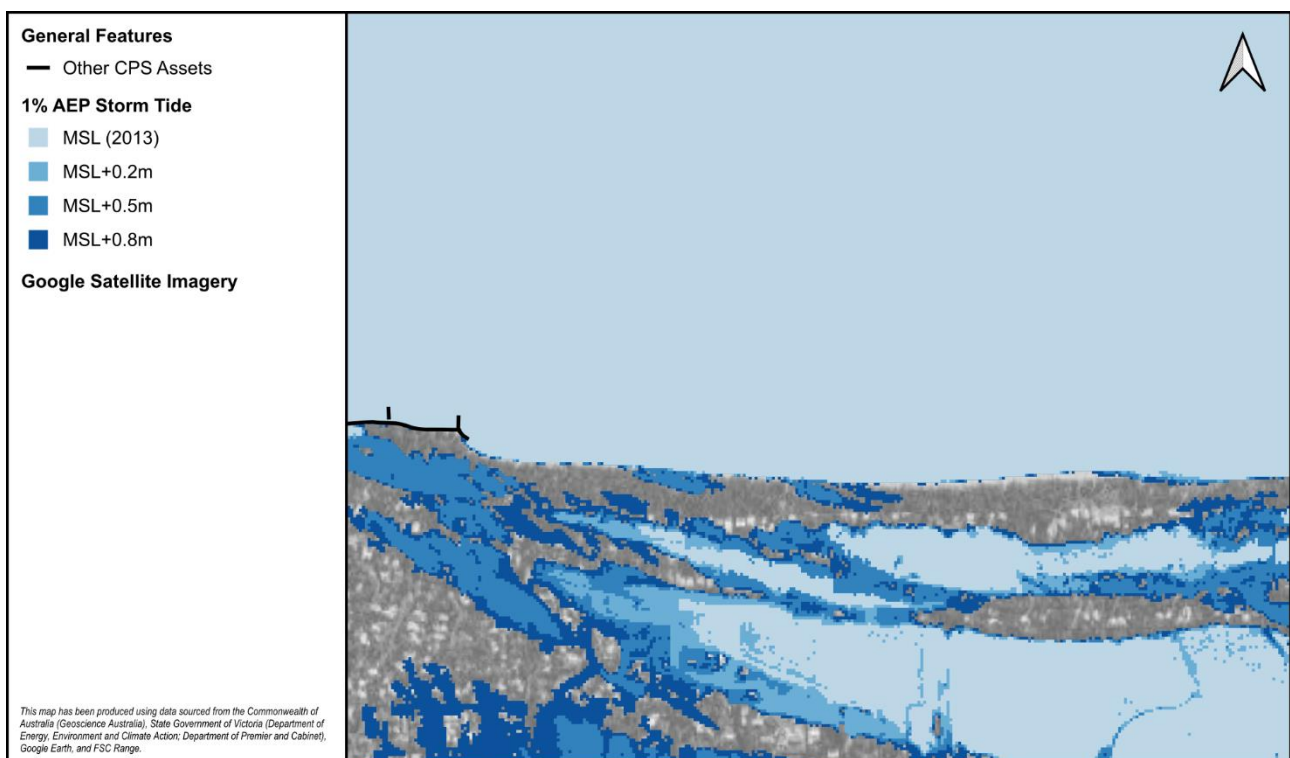 General Features
Other CPS Assets
1% AEP Storm Tide
MSL (2013)
MSL+0.2m
MSL+0.5m
MSL+0.8m
Google Satellite Imagery
This map has been produced using data sourced from the Commonwealth of
Australia (Geoscience Australia), State Government of Victoria (Department of
Energy, Environment and Climate Action; Department of Premier and Cabinet),
Google Earth, and FSC Range.